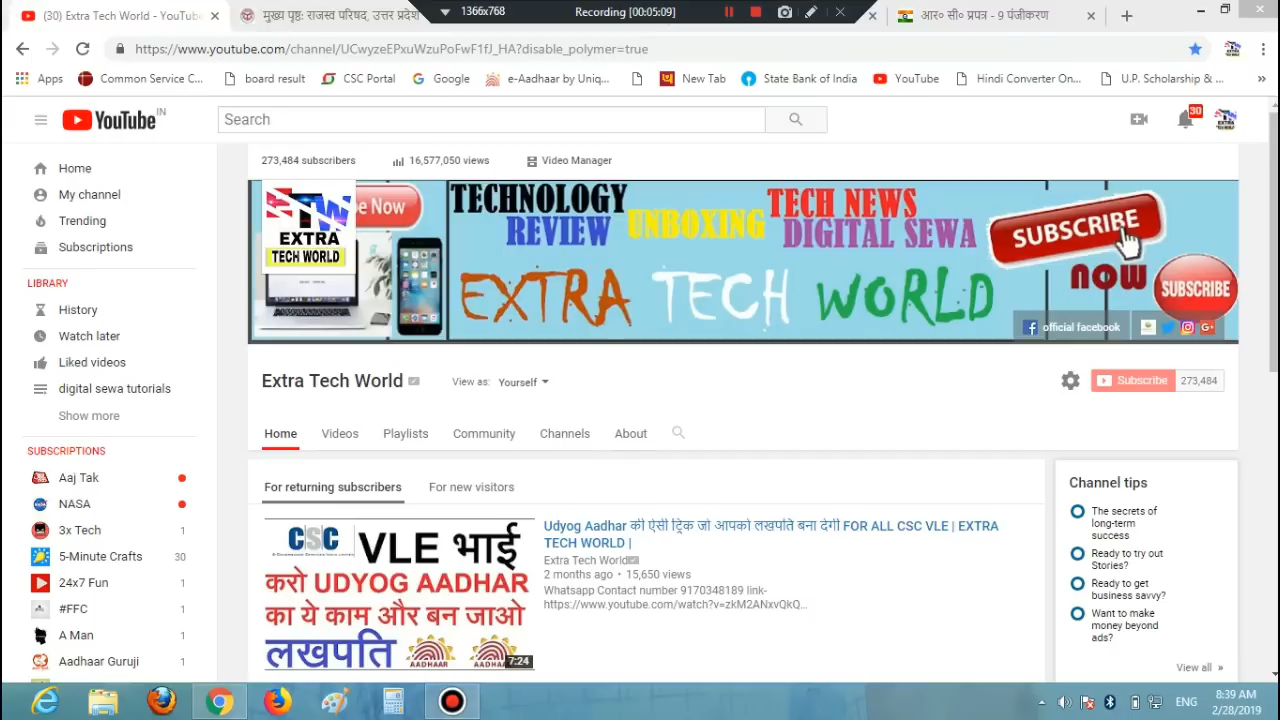 1366x768
Recording [00:05:09]
(30) Extra Tech World - YouTube
मुख्य पृष्ठ: राजस्व परिषद, उत्तर प्रदेश
आर० सी० प्रपत्र - 9 पंजीकरण
https://www.youtube.com/channel/UCwyzeEPxuWzuPoFwF1fJ_HA?disable_polymer=true
Apps
Common Service C...
board result
CSC Portal
Google
e-Aadhaar by Uniq...
New Tab
State Bank of India
YouTube
Hindi Converter On...
U.P. Scholarship &...
YouTube IN
Search
30
273,484 subscribers
16,577,050 views
Video Manager
Home
My channel
Trending
Subscriptions
LIBRARY
History
Watch later
Liked videos
digital sewa tutorials
Show more
SUBSCRIPTIONS
Aaj Tak
NASA
3x Tech 1
5-Minute Crafts 30
24x7 Fun 1
#FFC 1
A Man 1
Aadhaar Guruji 1
ETW
EXTRA
TECH WORLD
e Now
TECHNOLOGY
REVIEW
UNBOXING
TECH NEWS
DIGITAL SEWA
EXTRA TECH WORLD
SUBSCRIBE
NOW
SUBSCRIBE
official facebook
Extra Tech World
View as: Yourself
Subscribe 273,484
Home Videos Playlists Community Channels About
For returning subscribers
For new visitors
CSC
VLE भाई
करो UDYOG AADHAR
का ये काम और बन जाओ
लखपति
AADHAAR
AADHAAR
7:24
Udyog Aadhar की ऐसी ट्रिक जो आपको लखपति बना देगी FOR ALL CSC VLE | EXTRA
TECH WORLD |
Extra Tech World
2 months ago • 15,650 views
Whatsapp Contact number 9170348189 link-
https://www.youtube.com/watch?v=zkM2ANxvQkQ...
Channel tips
The secrets of
long-term
success
Ready to try out
Stories?
Ready to get
business savvy?
Want to make
money beyond
ads?
View all »
ENG
8:39 AM
2/28/2019